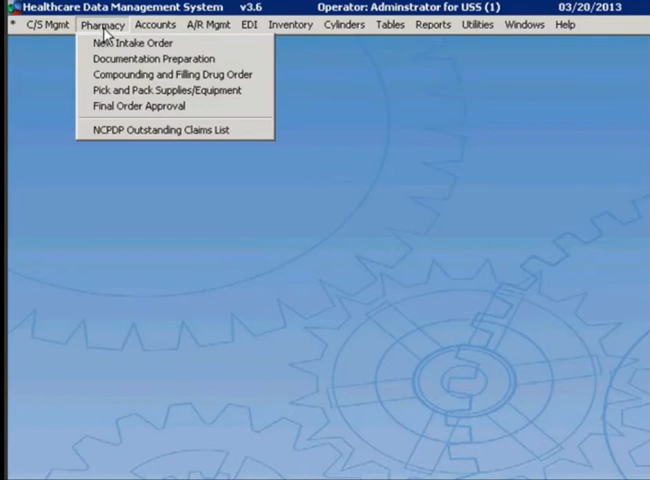 Healthcare Data Management System v3.6 Operator: Adminstrator for USS (1) 03/20/2013
* C/S Mgmt Pharmacy Accounts A/R Mgmt EDI Inventory Cylinders Tables Reports Utilities Windows Help
New Intake Order
Documentation Preparation
Compounding and Filling Drug Order
Pick and Pack Supplies/Equipment
Final Order Approval
NCPDP Outstanding Claims List